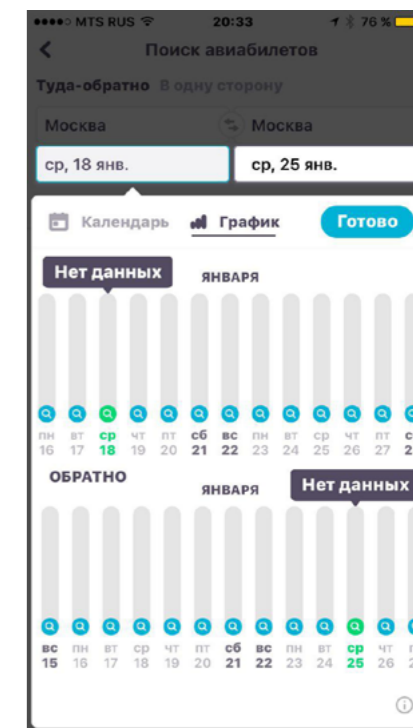 MTS RUS 20:33 76 %
Поиск авиабилетов
Туда-обратно В одну сторону
Москва Москва
ср, 18 янв. ср, 25 янв.
Календарь График Готово
Нет данных ЯНВАРЯ
пн вт ср чт пт сб вс пн вт ср чт пт
16 17 18 19 20 21 22 23 24 25 26 27
ОБРАТНО
ЯНВАРЯ Нет данных
вс пн вт ср чт пт сб вс пн вт ср чт
15 16 17 18 19 20 21 22 23 24 25 26